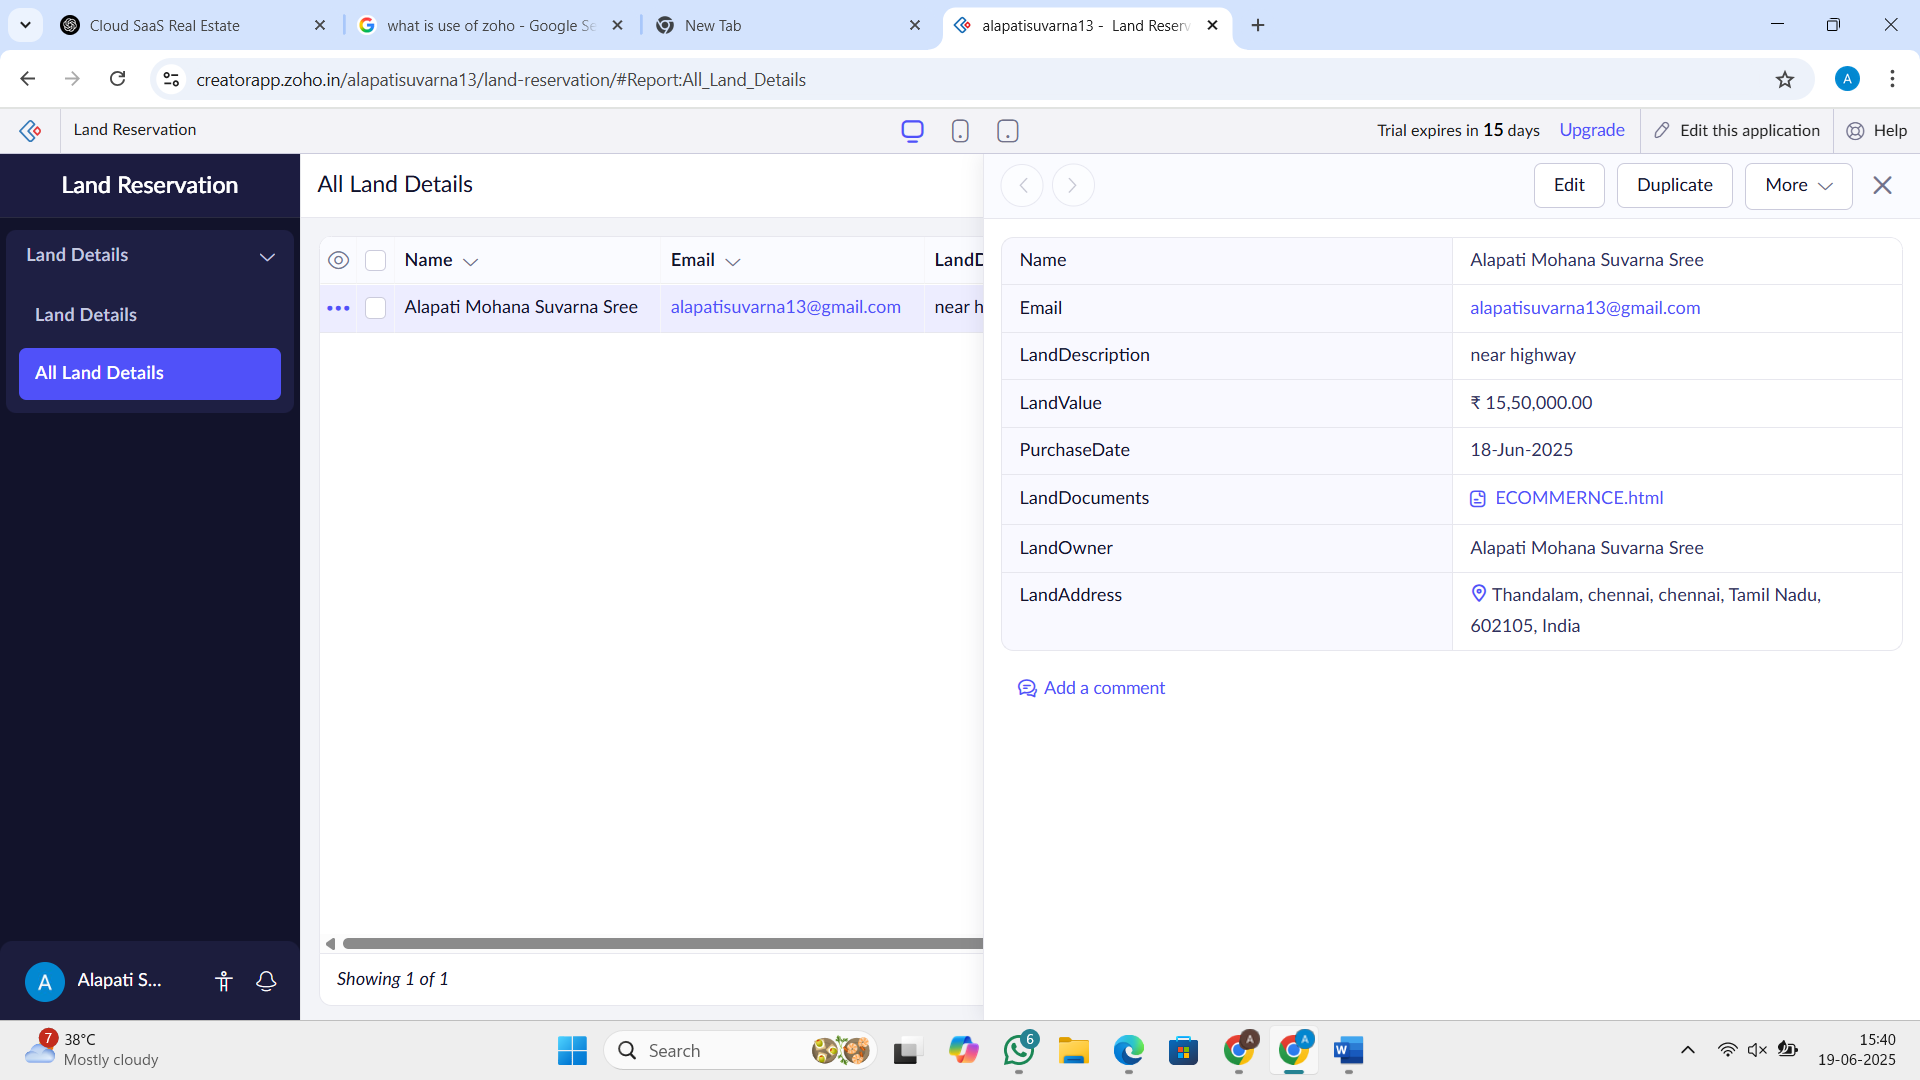 Cloud SaaS Real Estate
what is use of zoho - Google Se
New Tab
alapatisuvarna13 - Land Reserv
creatorapp.zoho.in/alapatisuvarna13/land-reservation/#Report:All_Land_Details
A
Land Reservation
Trial expires in 15 days
Upgrade
Edit this application
Help
Land Reservation
All Land Details
Edit
Duplicate
More
Land Details
Land Details
All Land Details
Name
Email
LandD
Alapati Mohana Suvarna Sree
alapatisuvarna13@gmail.com
near h
Name
Alapati Mohana Suvarna Sree
Email
alapatisuvarna13@gmail.com
LandDescription
near highway
LandValue
₹ 15,50,000.00
PurchaseDate
18-Jun-2025
LandDocuments
ECOMMERNCE.html
LandOwner
Alapati Mohana Suvarna Sree
LandAddress
Thandalam, chennai, chennai, Tamil Nadu,
602105, India
Add a comment
Showing 1 of 1
A
Alapati S...
7
38°C
Mostly cloudy
Search
6
A
A
W
15:40
19-06-2025